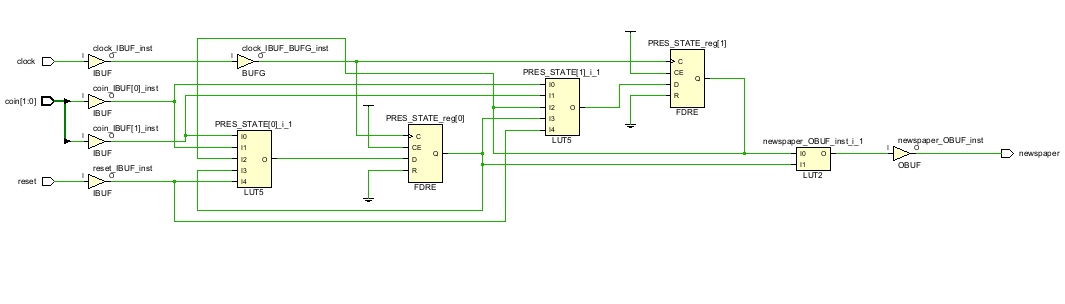 clock
I
clock_IBUF_inst
O
IBUF
I
clock_IBUF_BUFG_inst
O
BUFG
coin[1:0]
I
coin_IBUF[0]_inst
O
IBUF
I
coin_IBUF[1]_inst
O
IBUF
reset
I
reset_IBUF_inst
O
IBUF
PRES_STATE[0]_i_1
I0
I1
I2
I3
I4
O
LUT5
PRES_STATE_reg[0]
C
CE
D
R
Q
FDRE
PRES_STATE[1]_i_1
I0
I1
I2
I3
I4
O
LUT5
PRES_STATE_reg[1]
C
CE
D
R
Q
FDRE
newspaper_OBUF_inst_i_1
I0
I1
O
LUT2
I
newspaper_OBUF_inst
O
OBUF
newspaper